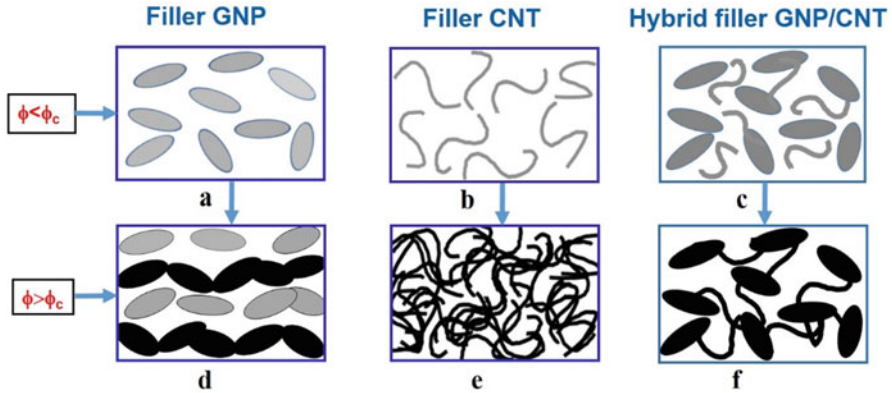 Filler GNP
Filler CNT
Hybrid filler GNP/CNT
ϕ<ϕc
a
b
c
ϕ>ϕc
d
e
f